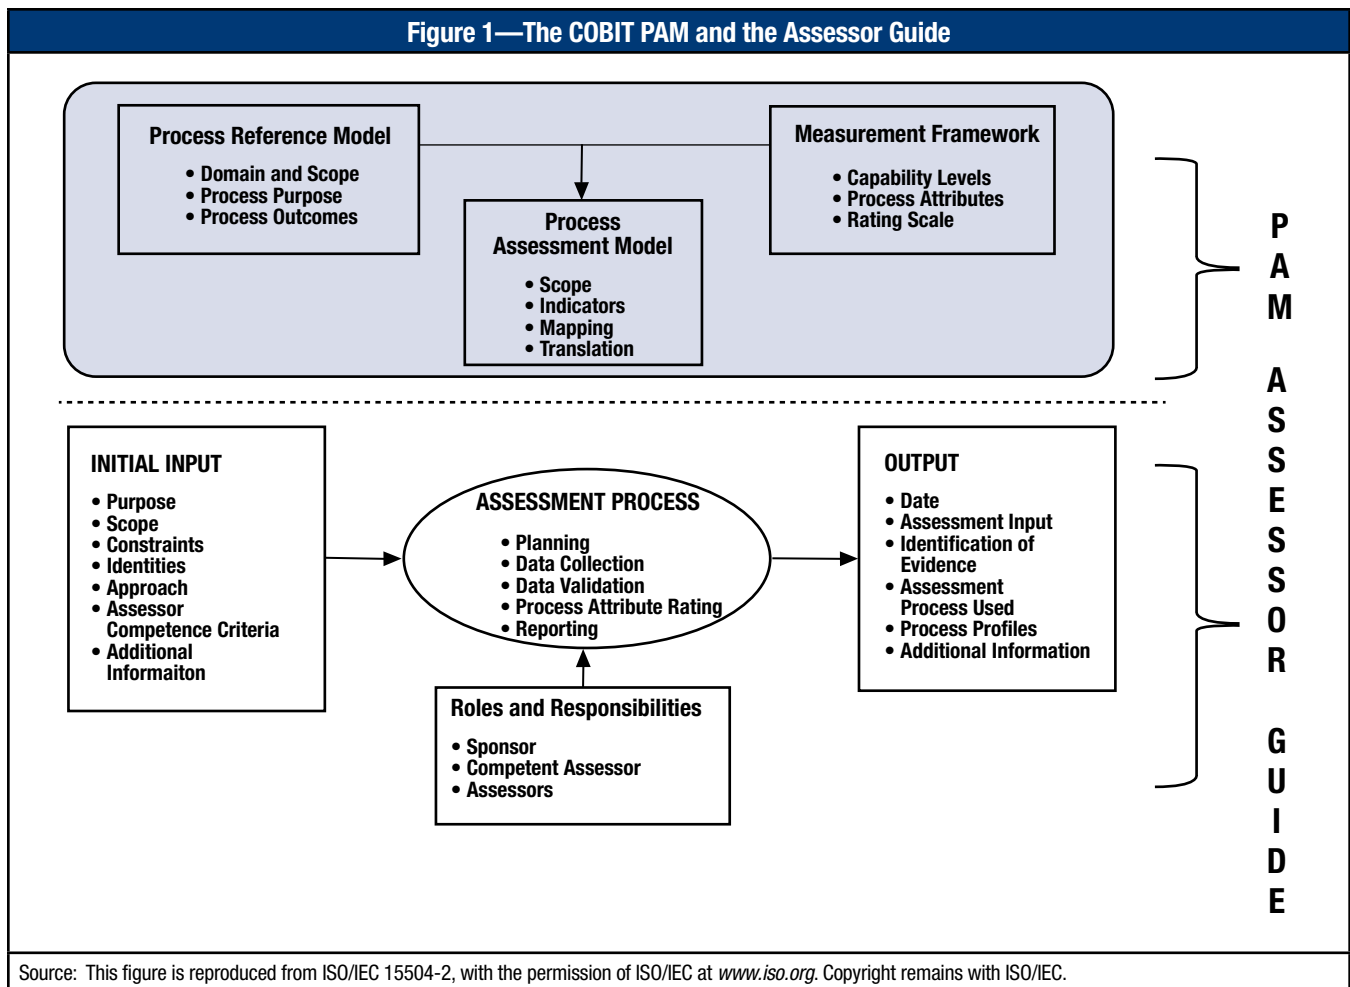 Figure 1—The COBIT PAM and the Assessor Guide
Process Reference Model
• Domain and Scope
• Process Purpose
• Process Outcomes
Measurement Framework
• Capability Levels
• Process Attributes
• Rating Scale
Process
Assessment Model
• Scope
• Indicators
• Mapping
• Translation
PAM
INITIAL INPUT
• Purpose
• Scope
• Constraints
• Identities
• Approach
• Assessor
Competence Criteria
• Additional
Informaiton
ASSESSMENT PROCESS
• Planning
• Data Collection
• Data Validation
• Process Attribute Rating
• Reporting
OUTPUT
• Date
• Assessment Input
• Identification of
Evidence
• Assessment
Process Used
• Process Profiles
• Additional Information
Roles and Responsibilities
• Sponsor
• Competent Assessor
• Assessors
ASSESSOR GUIDE
Source: This figure is reproduced from ISO/IEC 15504-2, with the permission of ISO/IEC at www.iso.org. Copyright remains with ISO/IEC.